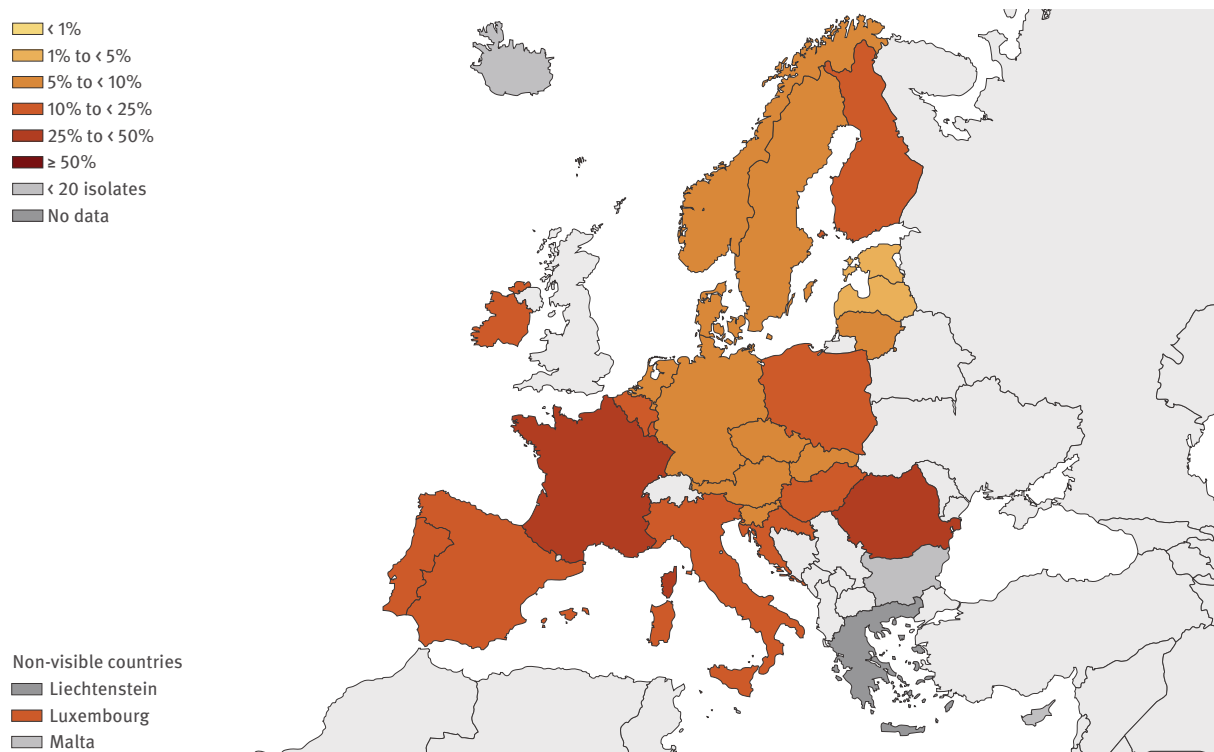 ‹ 1%
1% to ‹ 5%
5% to ‹ 10%
10% to ‹ 25%
25% to ‹ 50%
≥ 50%
‹ 20 isolates
No data
Non-visible countries
Liechtenstein
Luxembourg
Malta